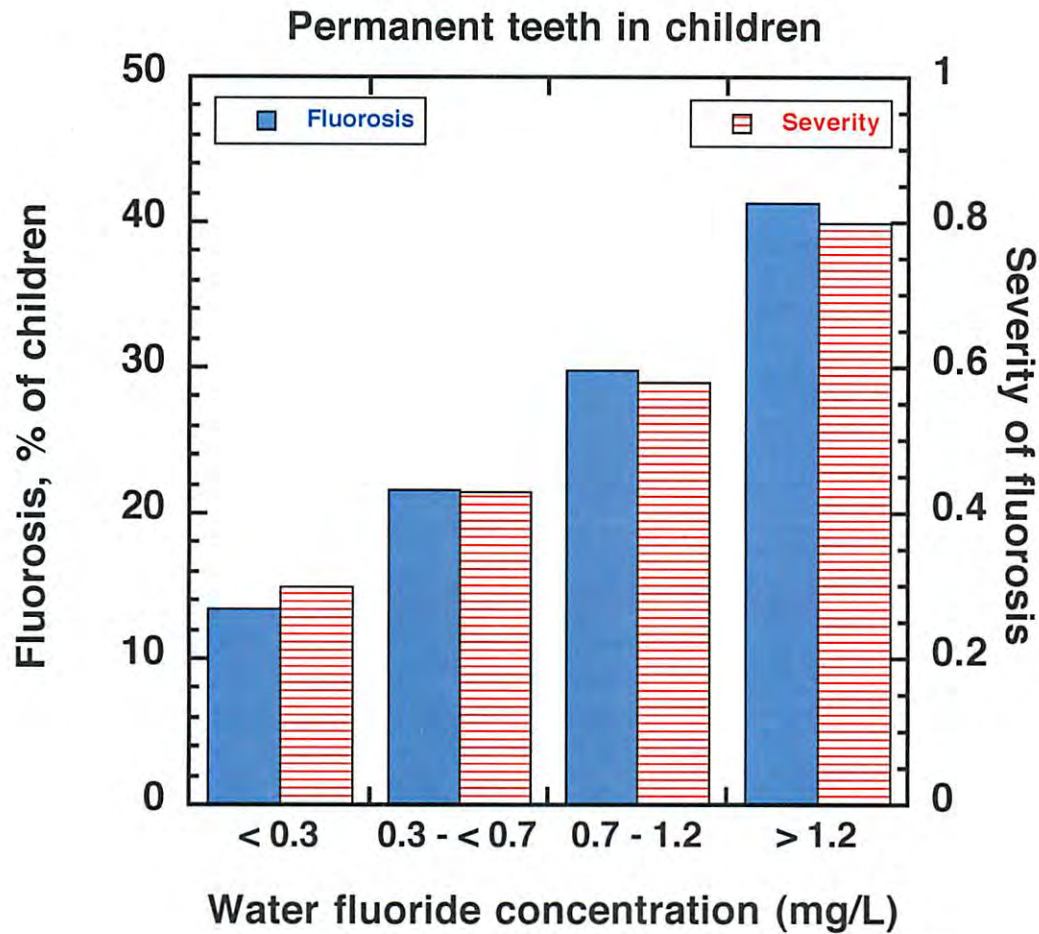 Permanent teeth in children
Fluorosis
Severity
50
40
30
20
10
0
1
0.8
0.6
0.4
0.2
0
Fluorosis, % of children
Severity of fluorosis
< 0.3
0.3 - < 0.7
0.7 - 1.2
> 1.2
Water fluoride concentration (mg/L)